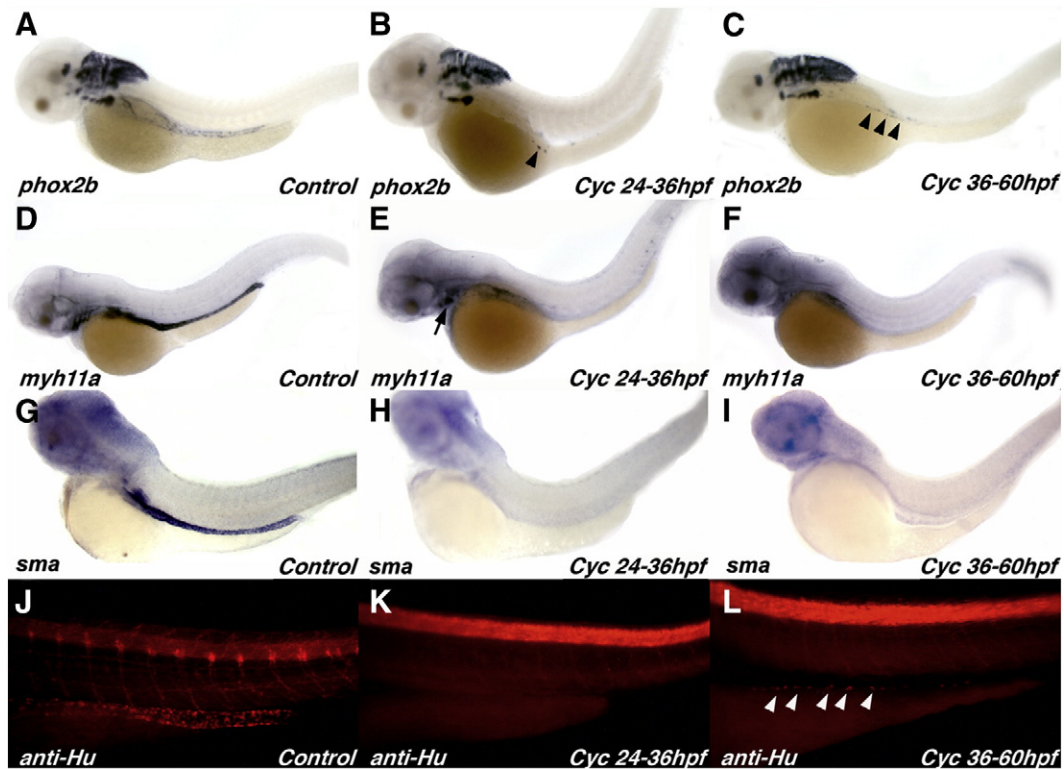 A B C
phox2b Control phox2b Cyc 24-36hpf phox2b Cyc 36-60hpf
D E F
myh11a Control myh11a Cyc 24-36hpf myh11a Cyc 36-60hpf
G H I
sma Control sma Cyc 24-36hpf sma Cyc 36-60hpf
J K L
anti-Hu Control anti-Hu Cyc 24-36hpf anti-Hu Cyc 36-60hpf